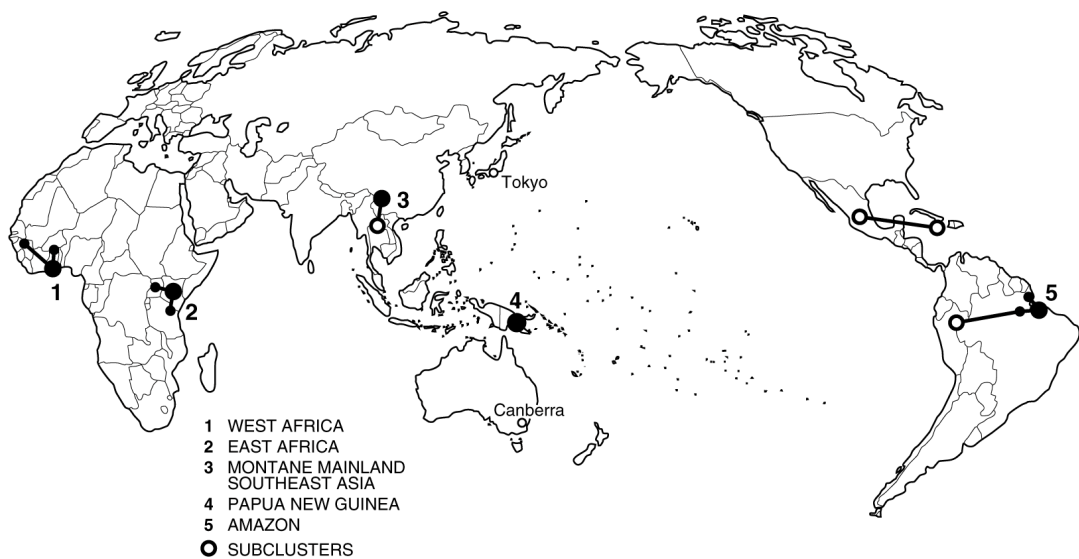 Tokyo
3
1
2
4
5
Canberra
1 WEST AFRICA
2 EAST AFRICA
3 MONTANE MAINLAND
SOUTHEAST ASIA
4 PAPUA NEW GUINEA
5 AMAZON
SUBCLUSTERS